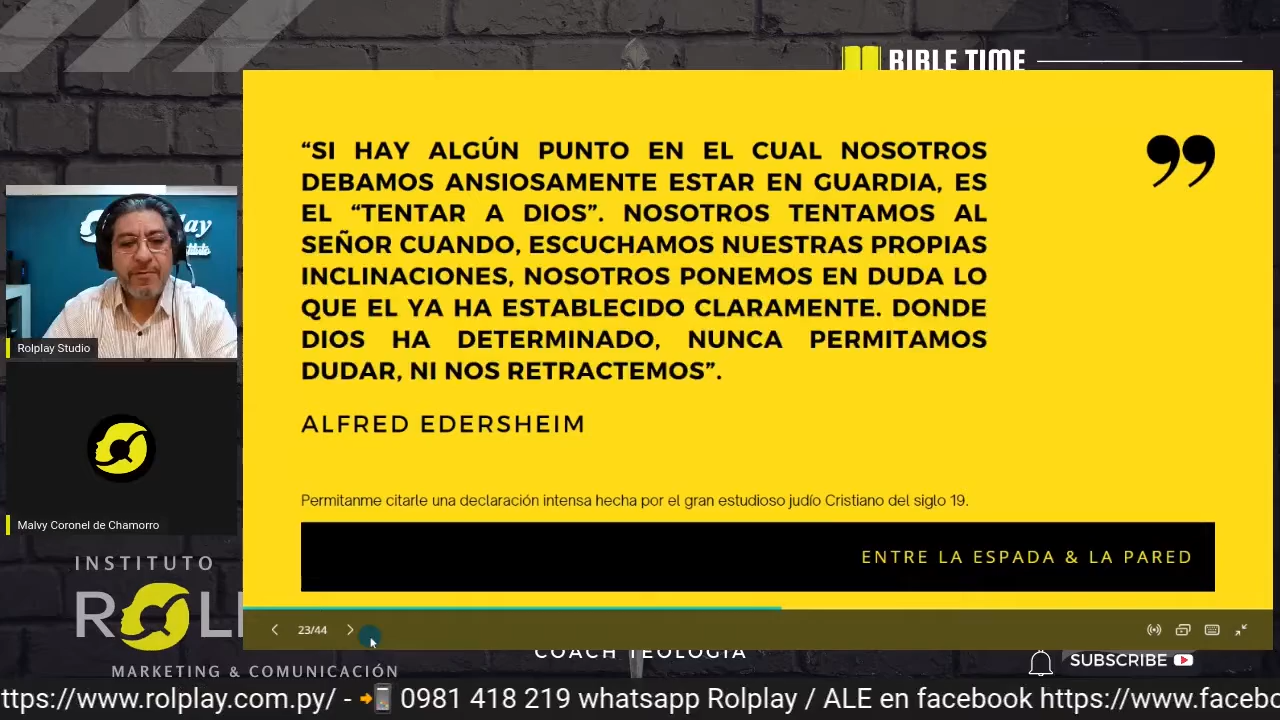 BIBLE TIME
“SI HAY ALGÚN PUNTO EN EL CUAL NOSOTROS
DEBAMOS ANSIOSAMENTE ESTAR EN GUARDIA, ES
EL “TENTAR A DIOS”. NOSOTROS TENTAMOS AL
SEÑOR CUANDO, ESCUCHAMOS NUESTRAS PROPIAS
INCLINACIONES, NOSOTROS PONEMOS EN DUDA LO
QUE EL YA HA ESTABLECIDO CLARAMENTE. DONDE
DIOS HA DETERMINADO, NUNCA PERMITAMOS
DUDAR, NI NOS RETRACTEMOS”.
ALFRED EDERSHEIM
Permitanme citarle una declaración intensa hecha por el gran estudioso judío Cristiano del siglo 19.
ENTRE LA ESPADA & LA PARED
23/44
Rolplay Studio
Malvy Coronel de Chamorro
INSTITUTO
ROL
MARKETING & COMUNICACIÓN
COACH TEOLOGÍA
SUBSCRIBE
ttps://www.rolplay.com.py/ - 📲 0981 418 219 whatsapp Rolplay / ALE en facebook https://www.facebo